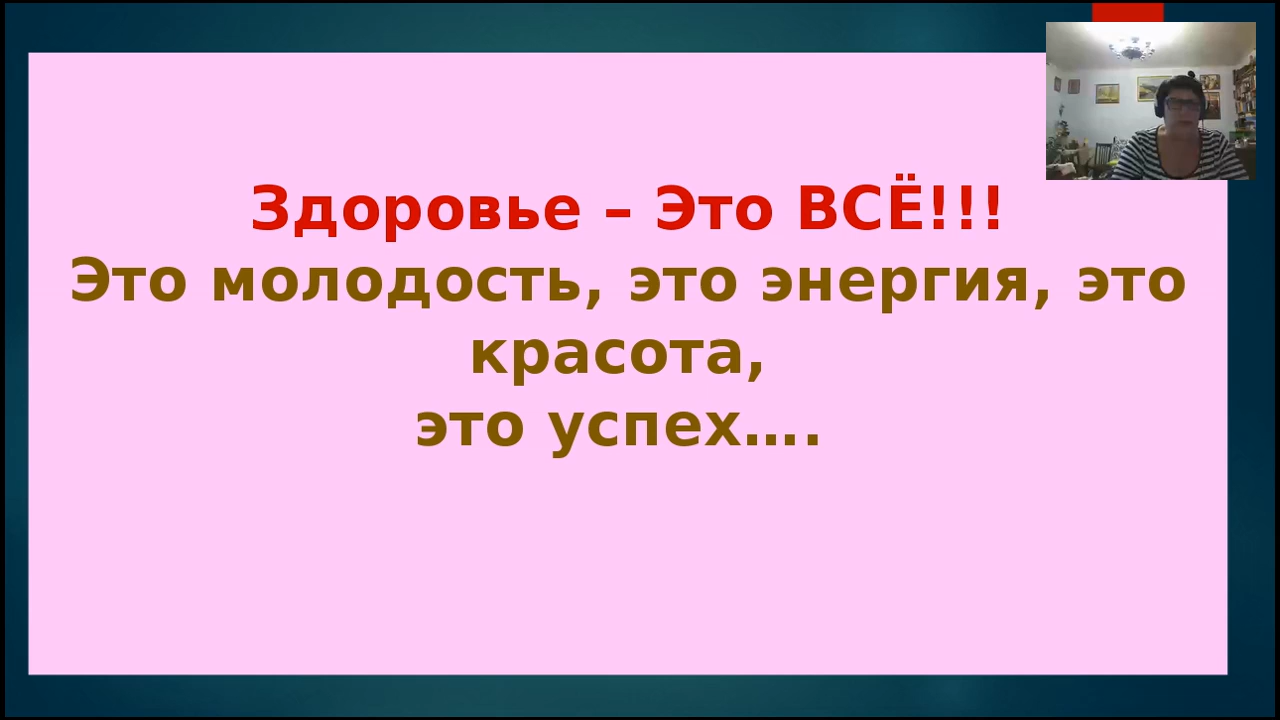 Здоровье – Это ВСЁ!!!
Это молодость, это энергия, это
красота,
это успех....